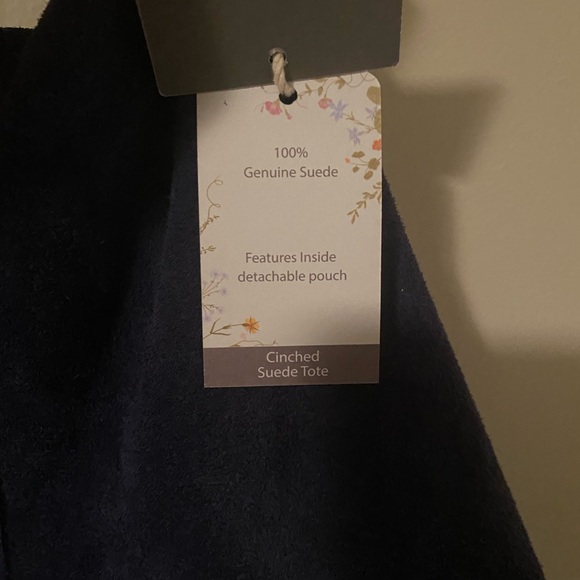 100%
Genuine Suede
Features Inside
detachable pouch
Cinched
Suede Tote